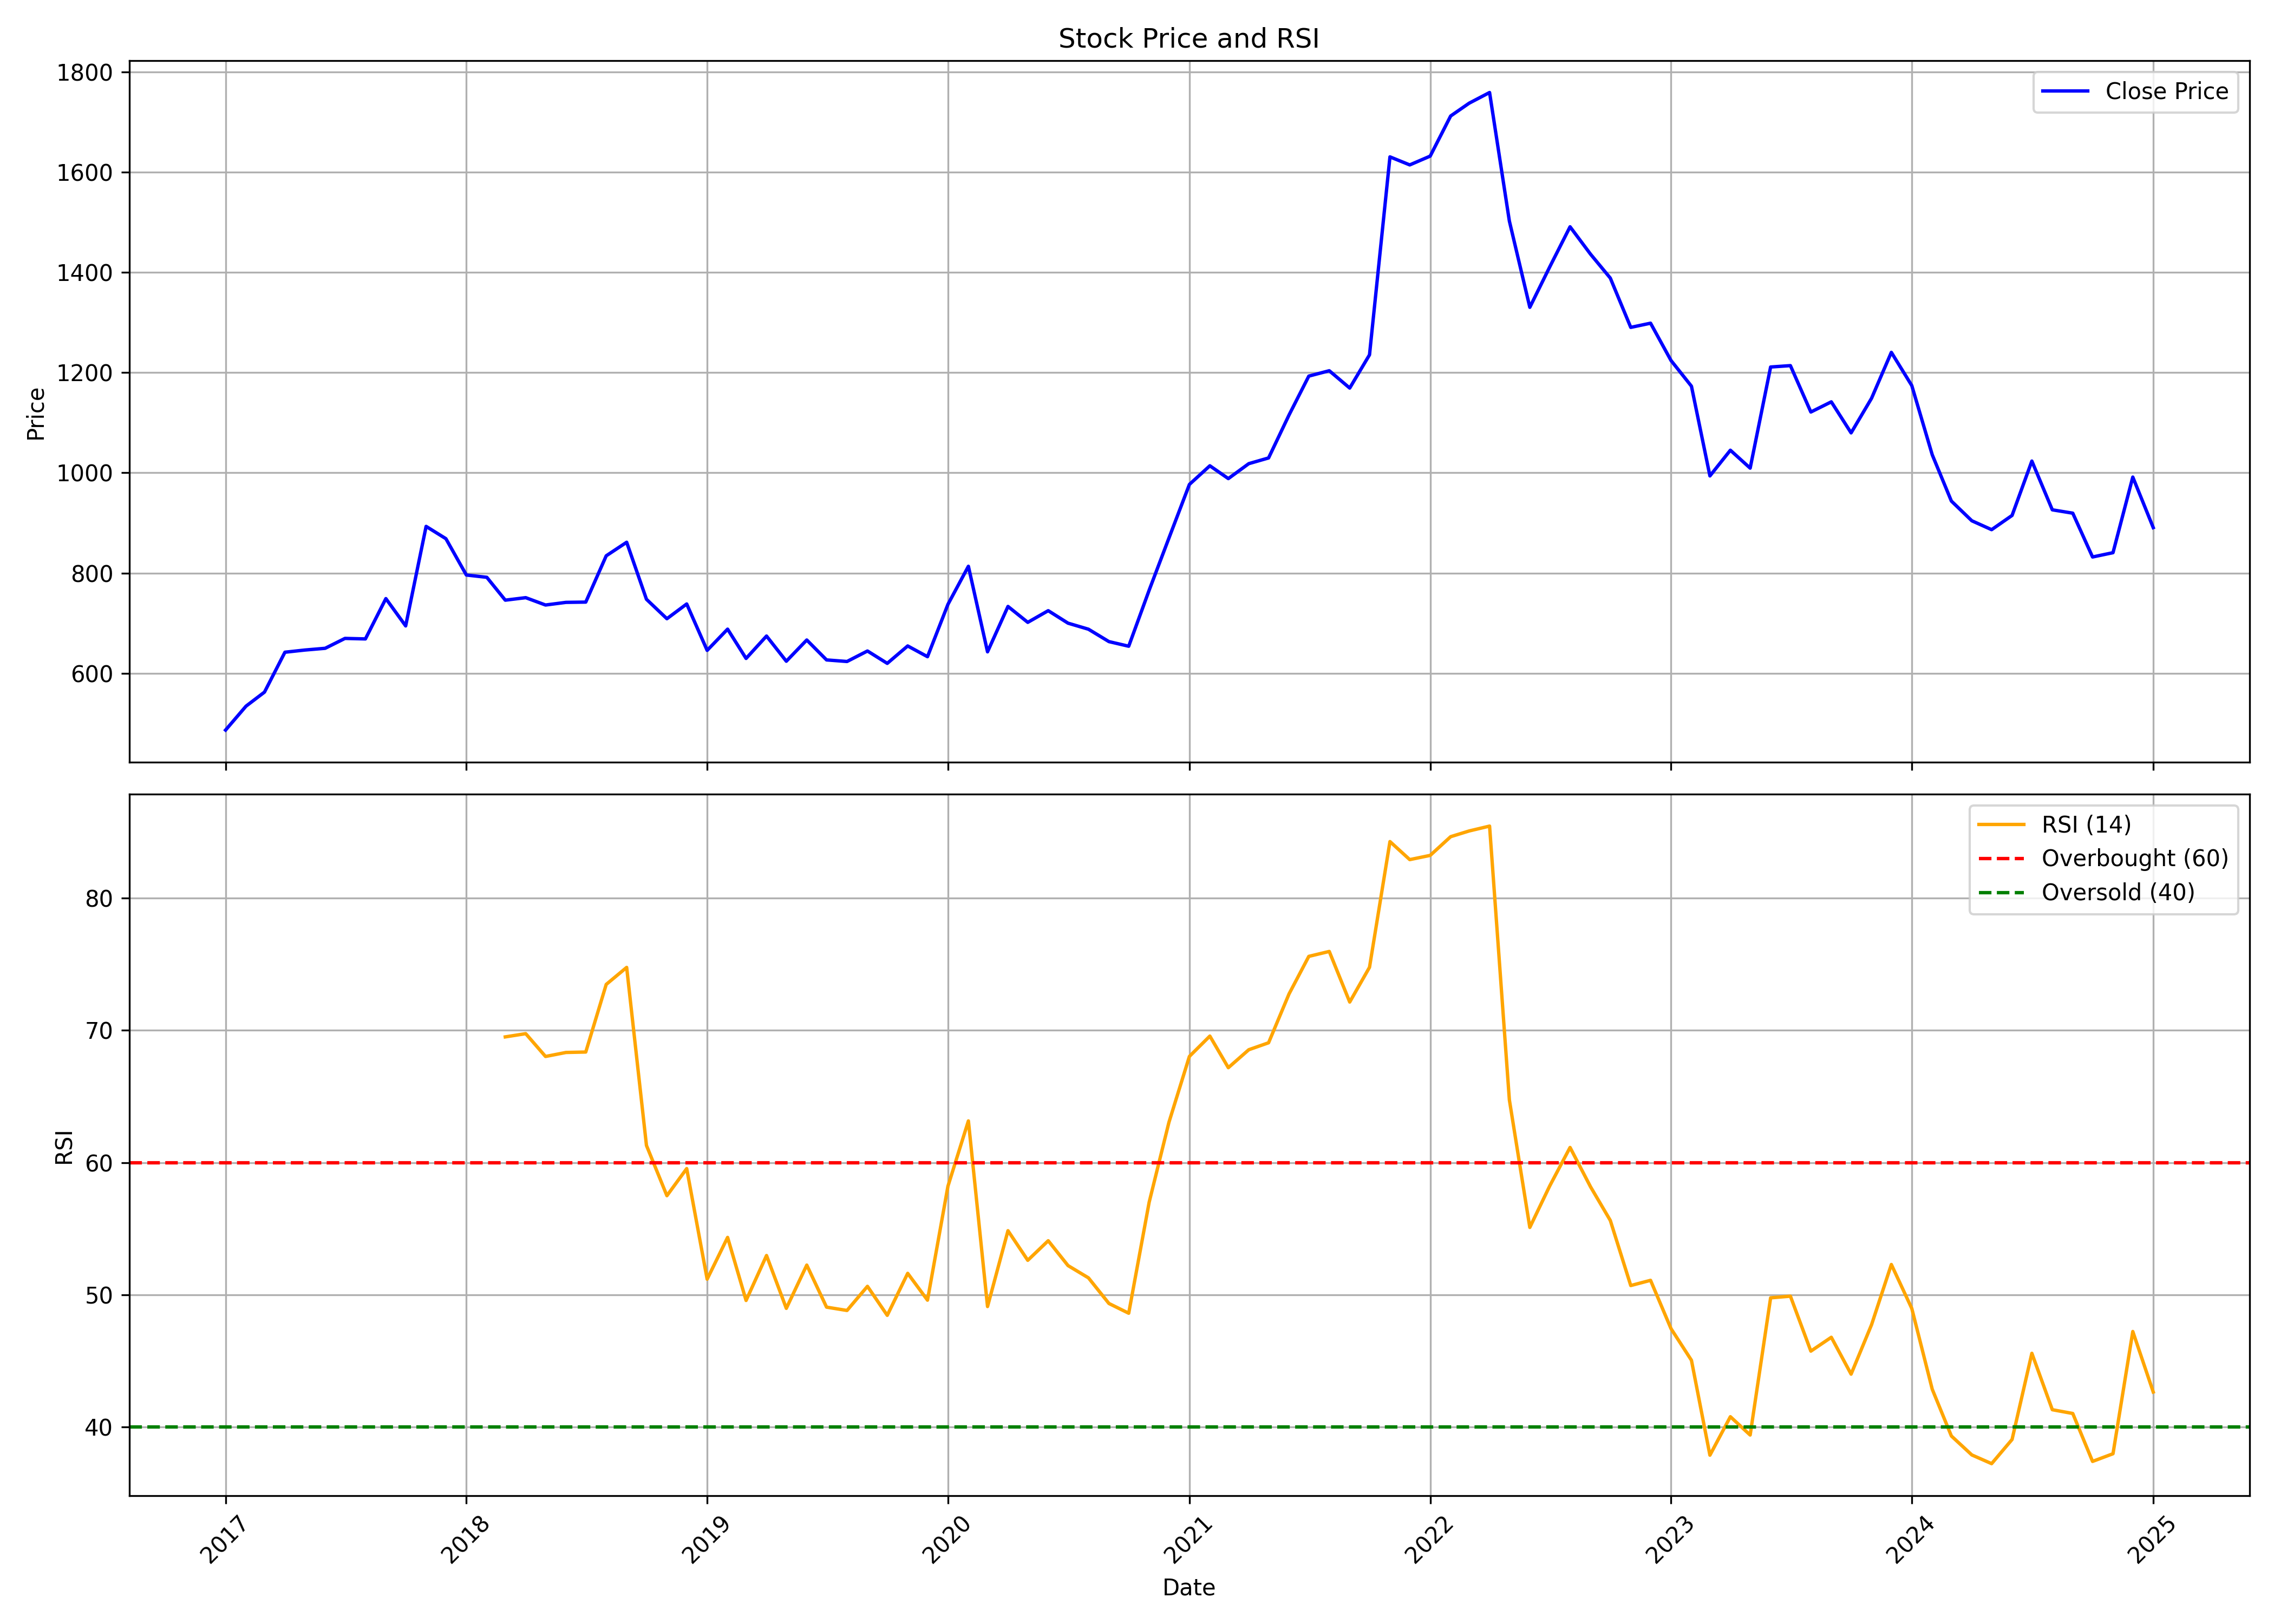 Stock Price and RSI
1800
1600
1400
1200
1000
800
600
Price
Close Price
80
70
60
50
40
RSI
RSI (14)
Overbought (60)
Oversold (40)
2017
2018
2019
2020
2021
2022
2023
2024
2025
Date